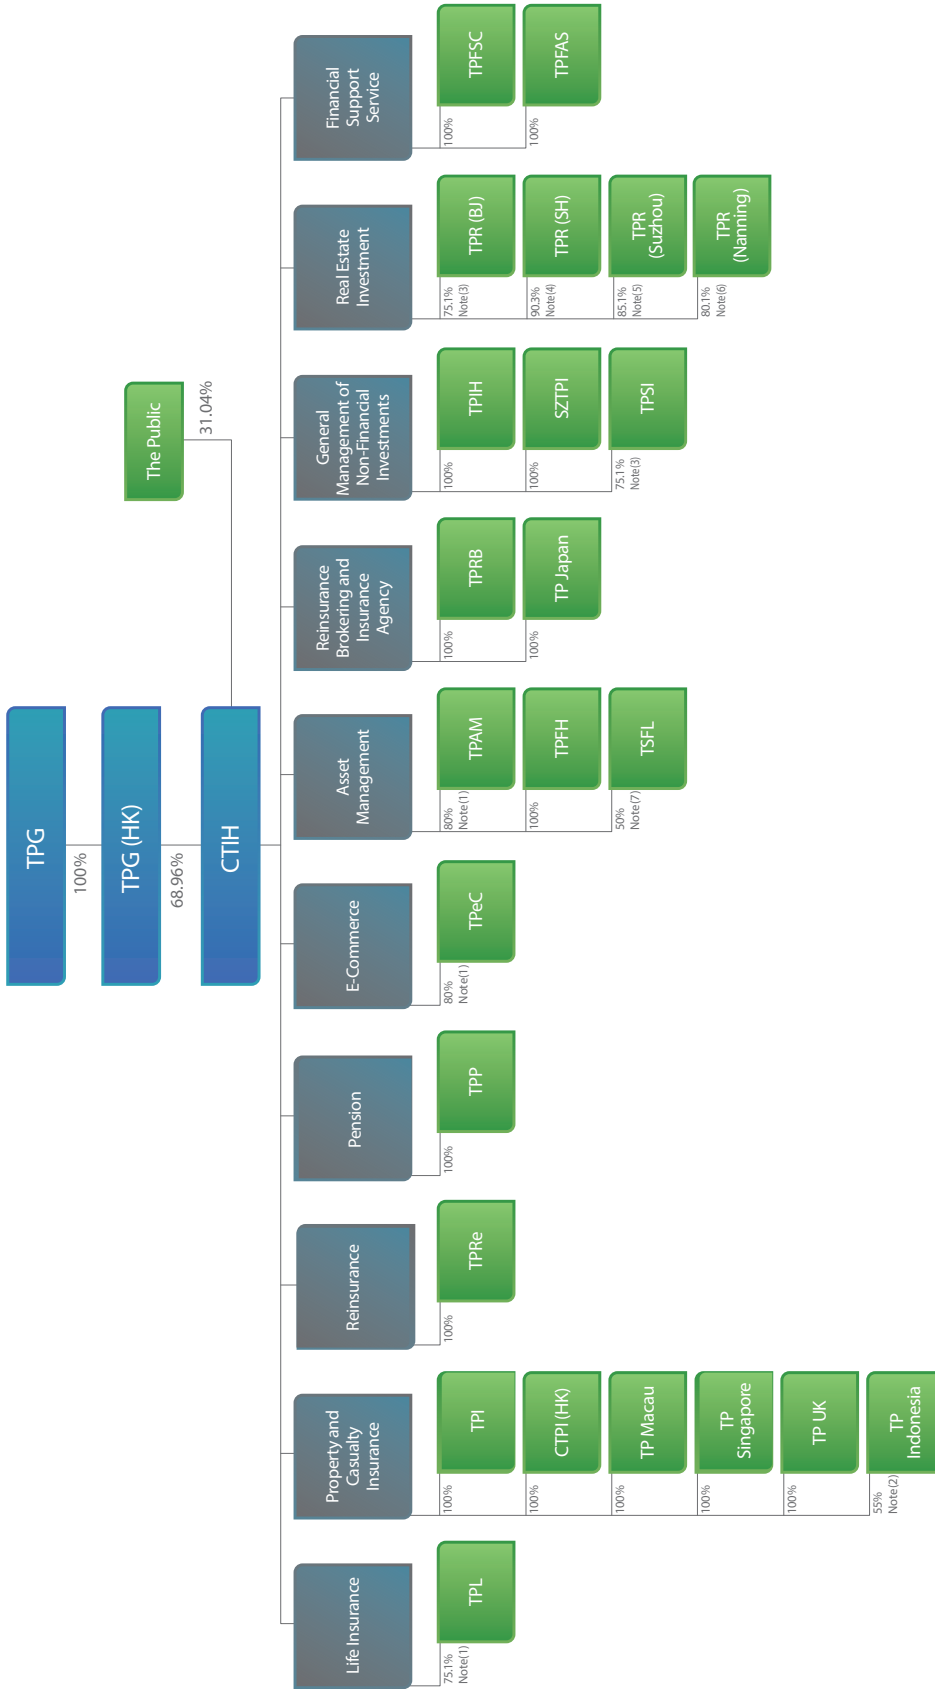 TPG
100%
TPG (HK)
68.96%
The Public
31.04%
CTIH
Life Insurance
75.1%
Note(1)
TPL
Property and
Casualty
Insurance
100%
TPI
100%
CTPI (HK)
100%
TP Macau
100%
TP
Singapore
100%
TP UK
55%
Note(2)
TP
Indonesia
Reinsurance
100%
TPRe
Pension
100%
TPP
E-Commerce
80%
Note(1)
TPeC
Asset
Management
80%
Note(1)
TPAM
100%
TPFH
50%
Note(7)
TSFL
Reinsurance
Brokering and
Insurance
Agency
100%
TPRB
100%
TP Japan
General
Management of
Non-Financial
Investments
100%
TPIH
100%
SZTPI
75.1%
Note(3)
TPSI
Real Estate
Investment
75.1%
Note(3)
TPR (BJ)
90.3%
Note(4)
TPR (SH)
85.1%
Note(5)
TPR
(Suzhou)
80.1%
Note(6)
TPR
(Nanning)
Financial
Support
Service
100%
TPFSC
100%
TPFAS